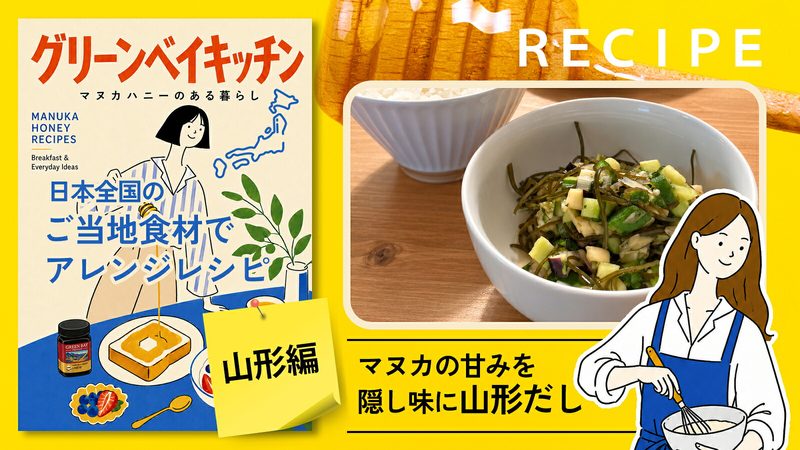 グリーンベイキッチン
マヌカハニーのある暮らし
MANUKA
HONEY
RECIPES
Breakfast &
Everyday Ideas
日本全国の
ご当地食材で
アレンジレシピ
GREEN BAY
山形編
RECIPE
マヌカの甘みを
隠し味に山形だし